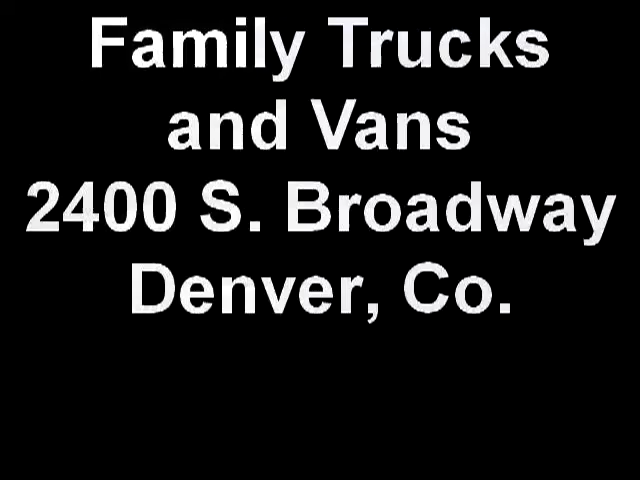 Family Trucks
and Vans
2400 S. Broadway
Denver, Co.